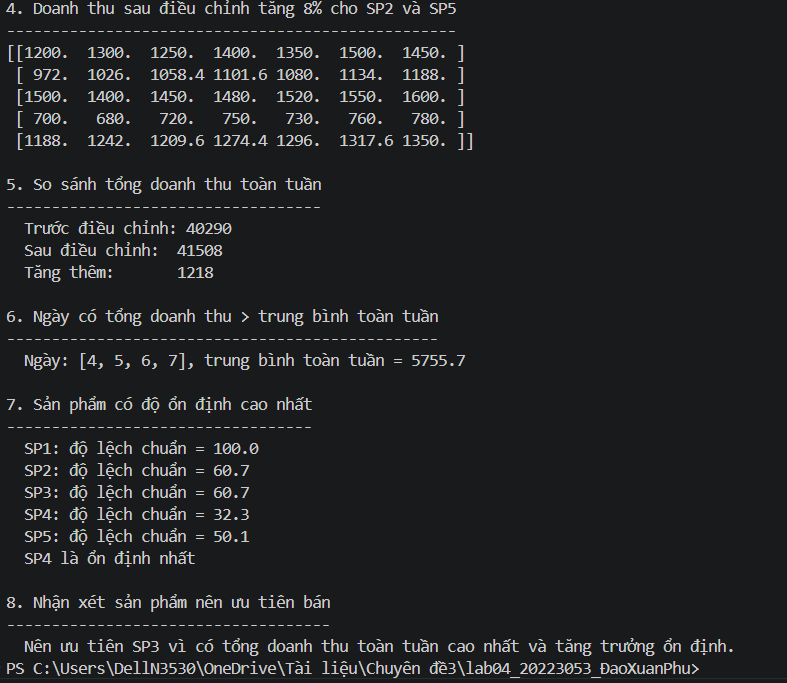 4. Doanh thu sau điều chỉnh tăng 8% cho SP2 và SP5
--------------------------------------------------
[[1200.  1300.  1250.  1400.  1350.  1500.  1450. ]
 [ 972.  1026.  1058.4 1101.6 1080.  1134.  1188. ]
 [1500.  1400.  1450.  1480.  1520.  1550.  1600. ]
 [ 700.   680.   720.   750.   730.   760.   780. ]
 [1188.  1242.  1209.6 1274.4 1296.  1317.6 1350. ]]
5. So sánh tổng doanh thu toàn tuần
-----------------------------------
  Trước điều chỉnh: 40290
  Sau điều chỉnh:  41508
  Tăng thêm:       1218
6. Ngày có tổng doanh thu > trung bình toàn tuần
------------------------------------------------
  Ngày: [4, 5, 6, 7], trung bình toàn tuần = 5755.7
7. Sản phẩm có độ ổn định cao nhất
----------------------------------
  SP1: độ lệch chuẩn = 100.0
  SP2: độ lệch chuẩn = 60.7
  SP3: độ lệch chuẩn = 60.7
  SP4: độ lệch chuẩn = 32.3
  SP5: độ lệch chuẩn = 50.1
  SP4 là ổn định nhất
8. Nhận xét sản phẩm nên ưu tiên bán
------------------------------------
  Nên ưu tiên SP3 vì có tổng doanh thu toàn tuần cao nhất và tăng trưởng ổn định.
PS C:\Users\DellN3530\OneDrive\Tài liệu\Chuyên đề3\lab04_20223053_ĐaoXuanPhu>